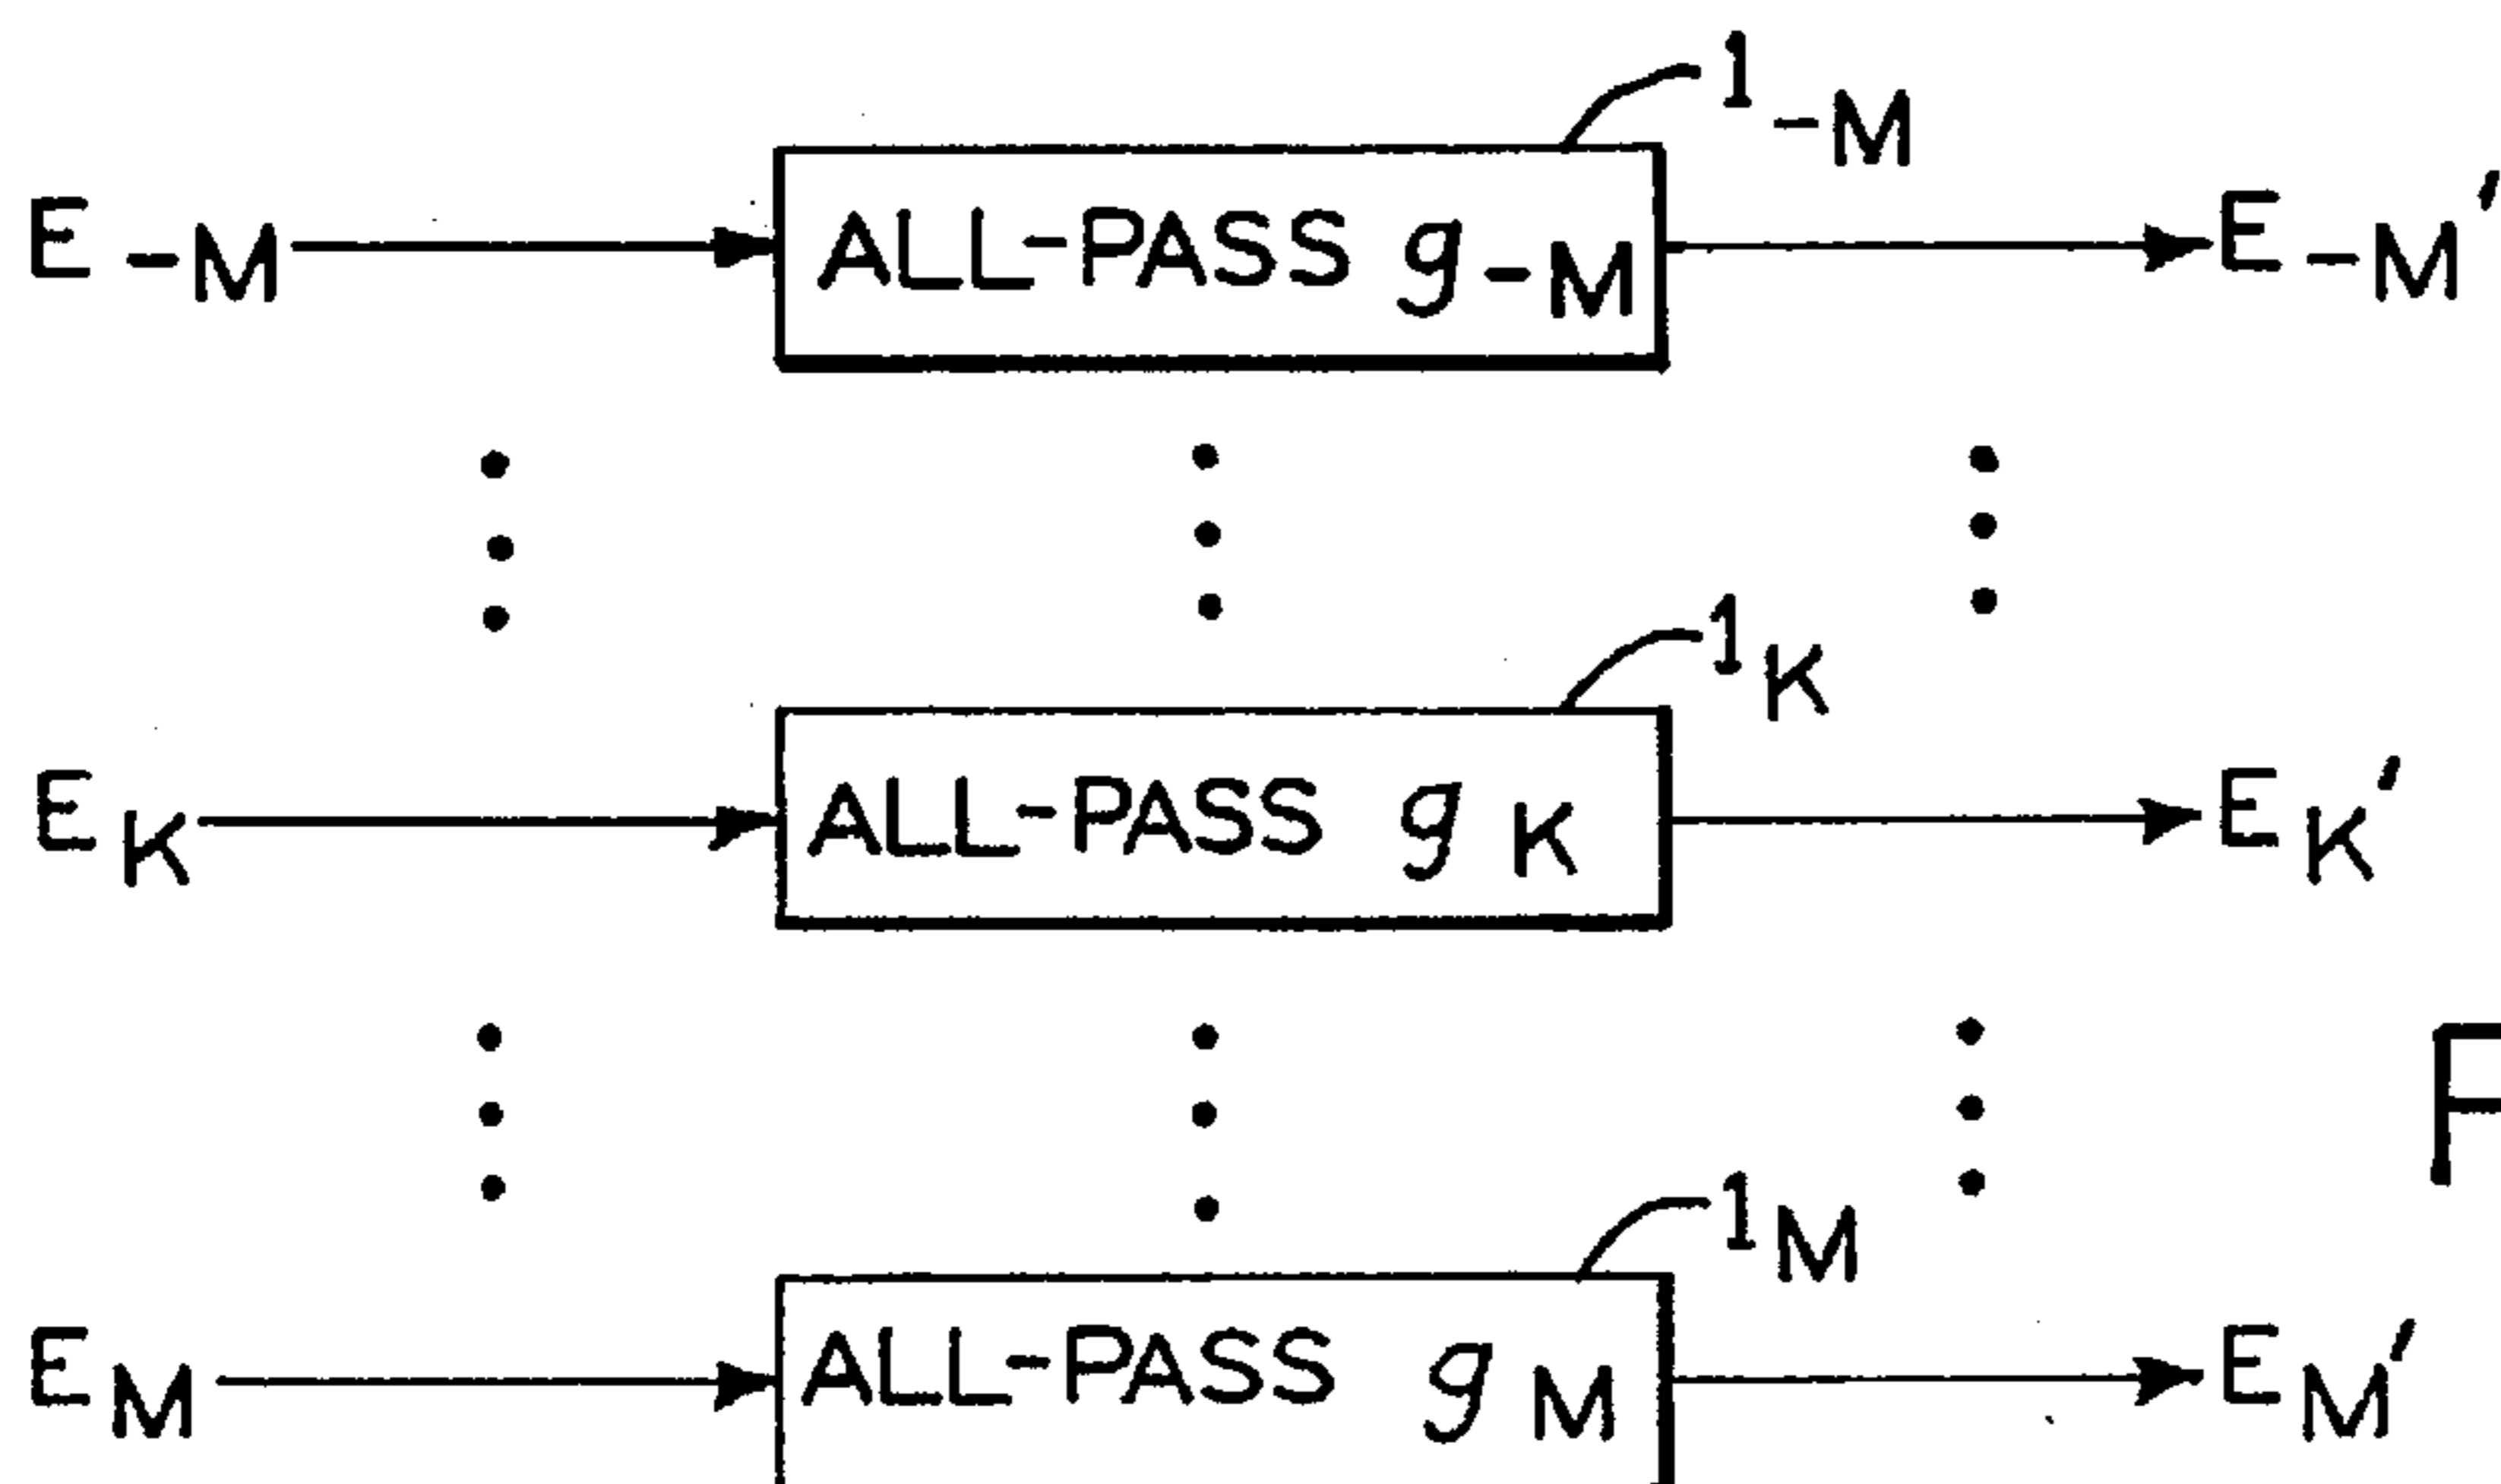 1₋M
E₋M ALL-PASS g₋M E₋M′
1K
EK ALL-PASS gK EK′
F
1M
EM ALL-PASS gM EM′